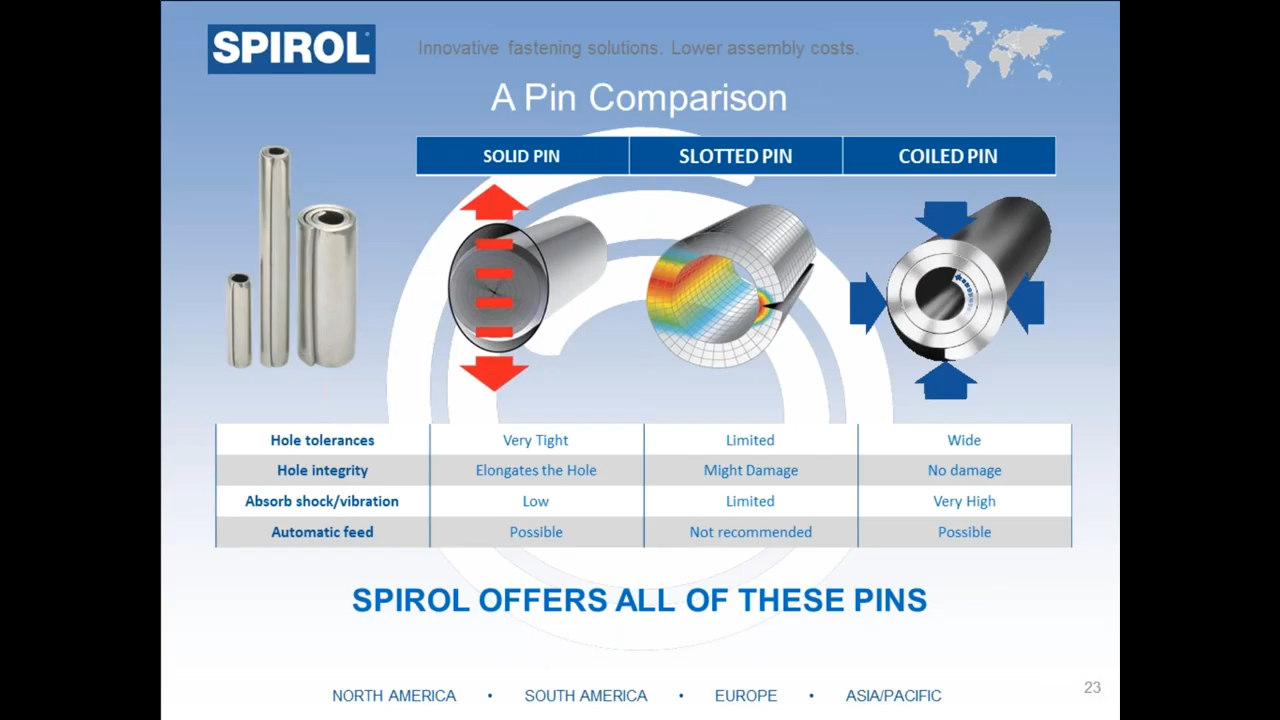 SPIROL
Innovative fastening solutions. Lower assembly costs.
A Pin Comparison
SOLID PIN SLOTTED PIN COILED PIN
Hole tolerances Very Tight Limited Wide
Hole integrity Elongates the Hole Might Damage No damage
Absorb shock/vibration Low Limited Very High
Automatic feed Possible Not recommended Possible
SPIROL OFFERS ALL OF THESE PINS
23
NORTH AMERICA • SOUTH AMERICA • EUROPE • ASIA/PACIFIC